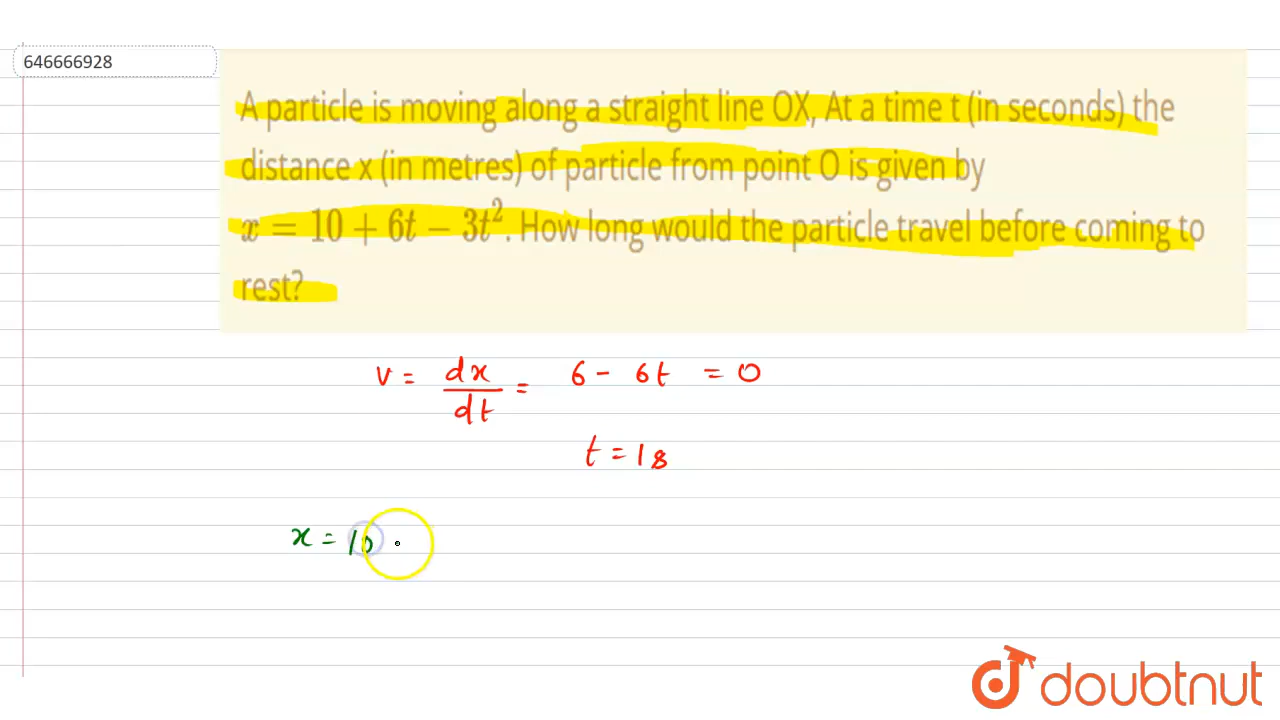 646666928
A particle is moving along a straight line OX, At a time t (in seconds) the
distance x (in metres) of particle from point O is given by
x = 10 + 6t − 3t². How long would the particle travel before coming to
rest?
v = dx/dt = 6 - 6t = 0
t = 1s
x = 10
doubtnut